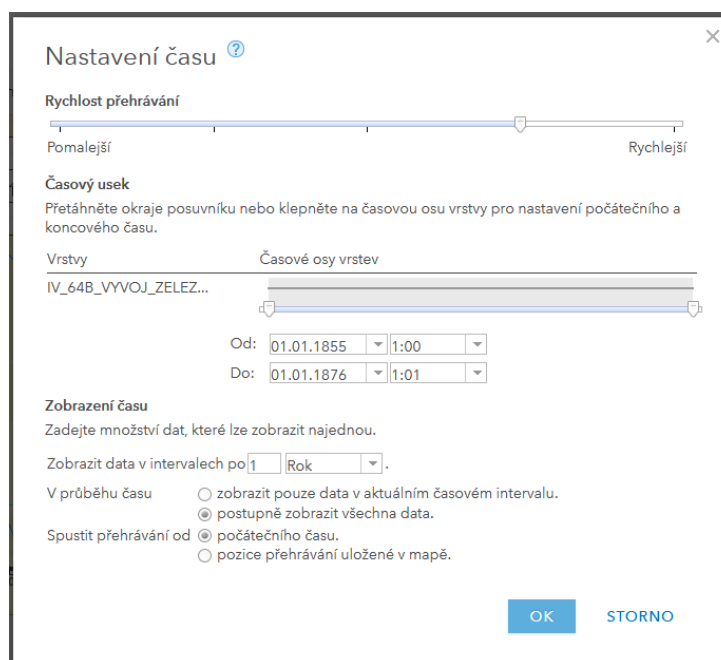 Nastavení času ?
Rychlost přehrávání
Pomalejší Rychlejší
Časový usek
Přetáhněte okraje posuvníku nebo klepněte na časovou osu vrstvy pro nastavení počátečního a
koncového času.
Vrstvy Časové osy vrstev
IV_64B_VYVOJ_ZELEZ...
Od: 01.01.1855 1:00
Do: 01.01.1876 1:01
Zobrazení času
Zadejte množství dat, které lze zobrazit najednou.
Zobrazit data v intervalech po 1 Rok .
V průběhu času zobrazit pouze data v aktuálním časovém intervalu.
postupně zobrazit všechna data.
Spustit přehrávání od počátečního času.
pozice přehrávání uložené v mapě.
OK STORNO